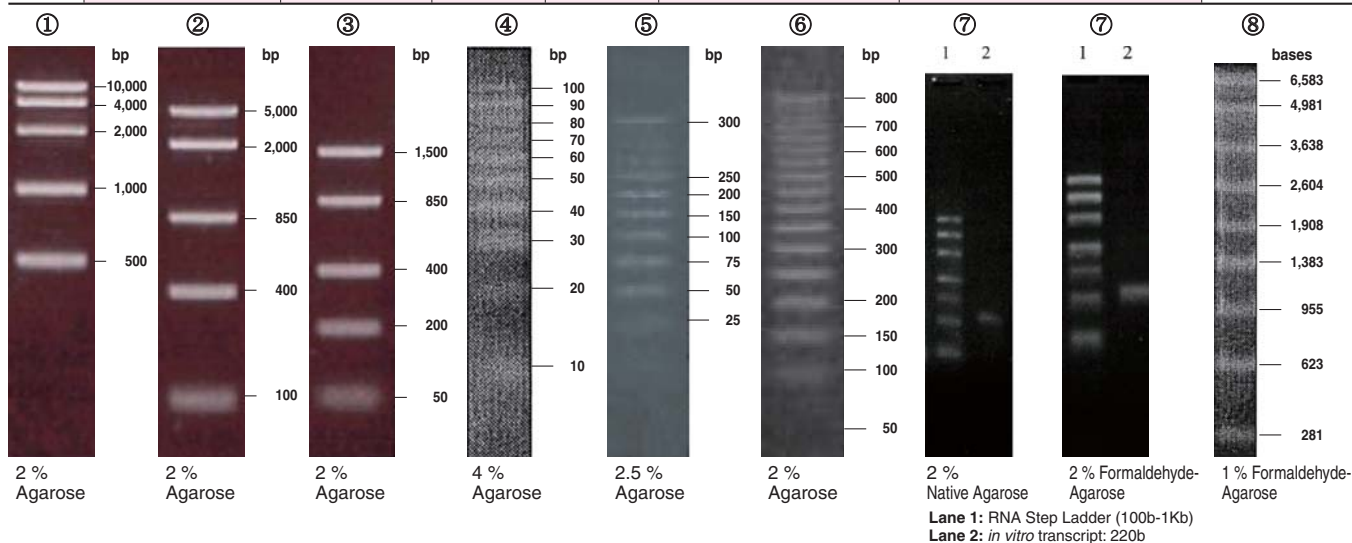 ① ② ③ ④ ⑤ ⑥ ⑦ ⑦ ⑧
bp
10,000
4,000
2,000
1,000
500
2 %
Agarose
bp
5,000
2,000
850
400
100
2 %
Agarose
bp
1,500
850
400
200
50
2 %
Agarose
bp
100
90
80
70
60
50
40
30
20
10
4 %
Agarose
bp
300
250
200
150
100
75
50
25
2.5 %
Agarose
bp
800
700
600
500
400
300
200
150
100
50
2 %
Agarose
1 2
2 %
Native Agarose
1 2
2 % Formaldehyde-
Agarose
Lane 1: RNA Step Ladder (100b-1Kb)
Lane 2: in vitro transcript: 220b
bases
6,583
4,981
3,638
2,604
1,908
1,383
955
623
281
1 % Formaldehyde-
Agarose